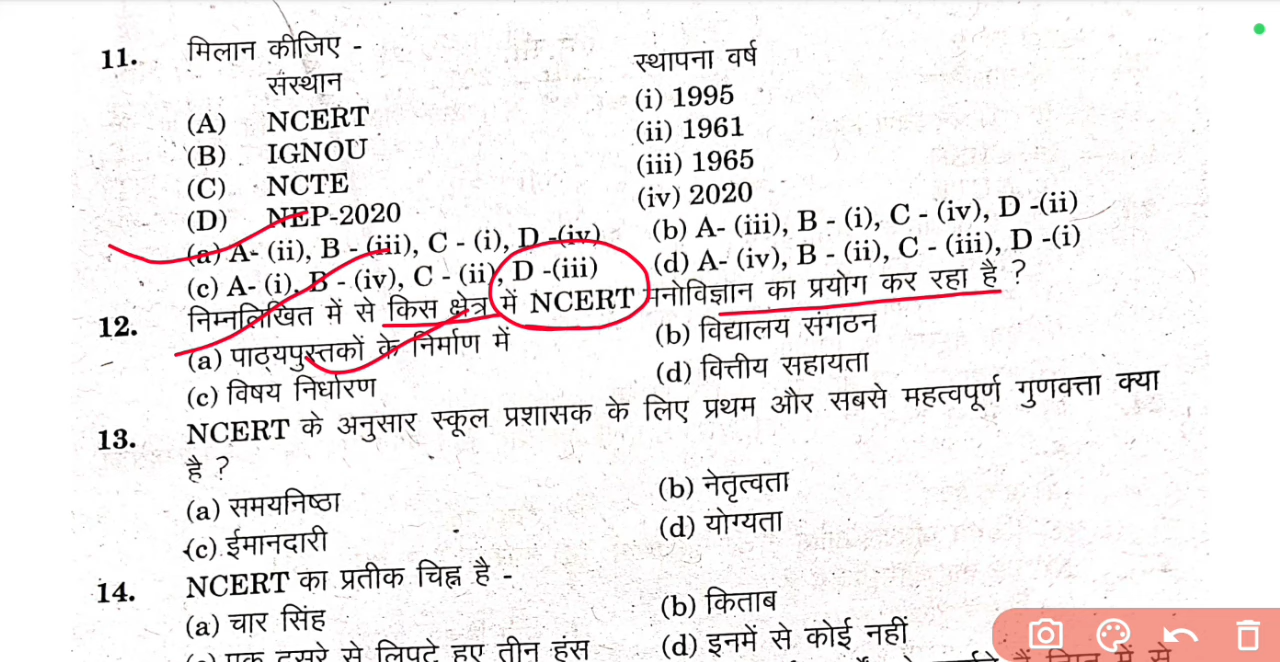 11. मिलान कीजिए -
संस्थान स्थापना वर्ष
(A) NCERT (i) 1995
(B) IGNOU (ii) 1961
(C) NCTE (iii) 1965
(D) NEP-2020 (iv) 2020
(a) A- (ii), B - (iii), C - (i), D -(iv) (b) A- (iii), B - (i), C - (iv), D -(ii)
(c) A- (i), B - (iv), C - (ii), D -(iii) (d) A- (iv), B - (ii), C - (iii), D -(i)
12. निम्नलिखित में से किस क्षेत्र में NCERT मनोविज्ञान का प्रयोग कर रहा है ?
(a) पाठ्यपुस्तकों के निर्माण में (b) विद्यालय संगठन
(c) विषय निर्धारण (d) वित्तीय सहायता
13. NCERT के अनुसार स्कूल प्रशासक के लिए प्रथम और सबसे महत्वपूर्ण गुणवत्ता क्या
है ?
(a) समयनिष्ठा (b) नेतृत्वता
(c) ईमानदारी (d) योग्यता
14. NCERT का प्रतीक चिह्न है -
(a) चार सिंह (b) किताब
एक दूसरे से लिपटे हुए तीन हंस (d) इनमें से कोई नहीं